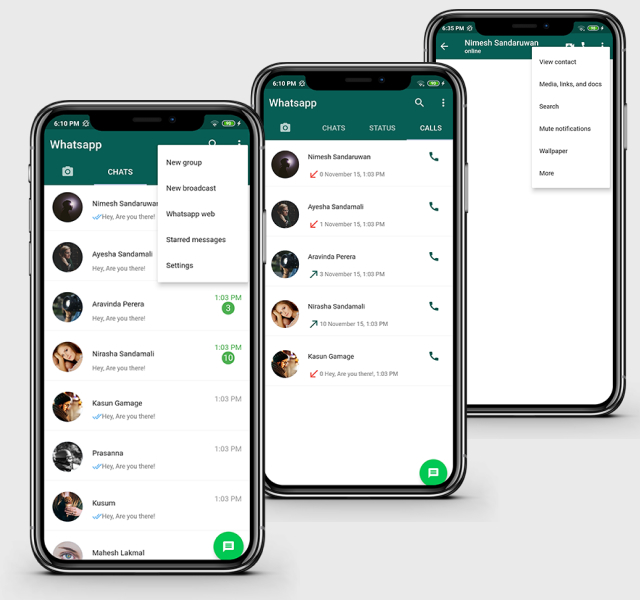 6:10 PM
Whatsapp
CHATS
New group
New broadcast
Whatsapp web
Starred messages
Settings
Nimesh Sandaruwan
Hey, Are you there!
Ayesha Sandamali
Hey, Are you there!
Aravinda Perera
1:03 PM
Hey, Are you there!
3
Nirasha Sandamali
1:03 PM
Hey, Are you there!
10
Kasun Gamage
1:03 PM
Hey, Are you there!
Prasanna
1:03 PM
Hey, Are you there!
Kusum
1:03 PM
Hey, Are you there!
Mahesh Lakmal
6:10 PM
Whatsapp
CHATS STATUS CALLS
Nimesh Sandaruwan
0 November 15, 1:03 PM
Ayesha Sandamali
1 November 15, 1:03 PM
Aravinda Perera
3 November 15, 1:03 PM
Nirasha Sandamali
10 November 15, 1:03 PM
Kasun Gamage
0 Hey, Are you there!, 1:03 PM
6:35 PM
Nimesh Sandaruwan
online
View contact
Media, links, and docs
Search
Mute notifications
Wallpaper
More